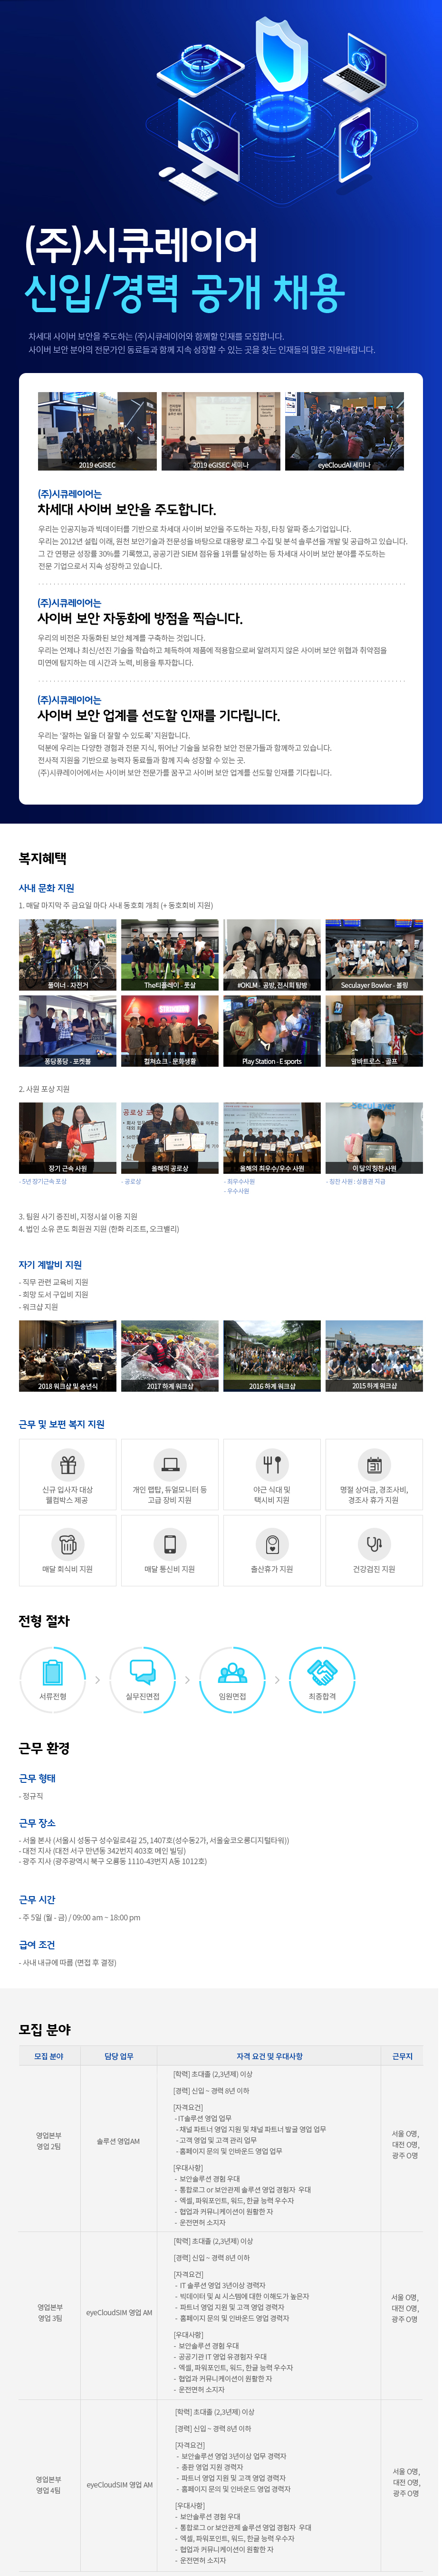 (주)시큐레이어
신입/경력 공개 채용
차세대 사이버 보안을 주도하는 (주)시큐레이어와 함께할 인재를 모집합니다.
사이버 보안 분야의 전문가인 동료들과 함께 지속 성장할 수 있는 곳을 찾는 인재들의 많은 지원바랍니다.
2019 eGISEC
2019 eGISEC 세미나
eyeCloudAI 세미나
(주)시큐레이어는
차세대 사이버 보안을 주도합니다.
우리는 인공지능과 빅데이터를 기반으로 차세대 사이버 보안을 주도하는 자칭, 타칭 알짜 중소기업입니다.
우리는 2012년 설립 이래, 원천 보안기술과 전문성을 바탕으로 대용량 로그 수집 및 분석 솔루션을 개발 및 공급하고 있습니다.
그 간 연평균 성장률 30%를 기록했고, 공공기관 SIEM 점유율 1위를 달성하는 등 차세대 사이버 보안 분야를 주도하는
전문 기업으로서 지속 성장하고 있습니다.
(주)시큐레이어는
사이버 보안 자동화에 방점을 찍습니다.
우리의 비전은 자동화된 보안 체계를 구축하는 것입니다.
우리는 언제나 최신/선진 기술을 학습하고 체득하여 제품에 적용함으로써 알려지지 않은 사이버 보안 위협과 취약점을
미연에 탐지하는 데 시간과 노력, 비용을 투자합니다.
(주)시큐레이어는
사이버 보안 업계를 선도할 인재를 기다립니다.
우리는 ‘잘하는 일을 더 잘할 수 있도록’ 지원합니다.
덕분에 우리는 다양한 경험과 전문 지식, 뛰어난 기술을 보유한 보안 전문가들과 함께하고 있습니다.
전사적 지원을 기반으로 능력자 동료들과 함께 지속 성장할 수 있는 곳.
(주)시큐레이어에서는 사이버 보안 전문가를 꿈꾸고 사이버 보안 업계를 선도할 인재를 기다립니다.
복지혜택
사내 문화 지원
1. 매달 마지막 주 금요일 마다 사내 동호회 개최 (+ 동호회비 지원)
폴이너 - 자전거
The티플레이 - 풋살
#OKLM - 공방, 전시회 탐방
Seculayer Bowler - 볼링
퐁당퐁당 - 포켓볼
컬쳐쇼크 - 문화생활
Play Station - E sports
알바트로스 - 골프
2. 사원 포상 지원
장기 근속 사원
올해의 공로상
올해의 최우수/우수 사원
이 달의 칭찬 사원
- 5년 장기근속 포상
- 공로상
- 최우수사원
- 우수사원
- 칭찬 사원 : 상품권 지급
3. 팀원 사기 증진비, 지정시설 이용 지원
4. 법인 소유 콘도 회원권 지원 (한화 리조트, 오크밸리)
자기 계발비 지원
- 직무 관련 교육비 지원
- 희망 도서 구입비 지원
- 워크샵 지원
2018 워크샵 및 송년식
2017 하계 워크샵
2016 하계 워크샵
2015 하계 워크샵
근무 및 보편 복지 지원
신규 입사자 대상
웰컴박스 제공
개인 랩탑, 듀얼모니터 등
고급 장비 지원
야근 식대 및
택시비 지원
명절 상여금, 경조사비,
경조사 휴가 지원
매달 회식비 지원
매달 통신비 지원
출산휴가 지원
건강검진 지원
전형 절차
서류전형
실무진면접
임원면접
최종합격
근무 환경
근무 형태
- 정규직
근무 장소
- 서울 본사 (서울시 성동구 성수일로4길 25, 1407호(성수동2가, 서울숲코오롱디지털타워))
- 대전 지사 (대전 서구 만년동 342번지 403호 메인 빌딩)
- 광주 지사 (광주광역시 북구 오룡동 1110-43번지 A동 1012호)
근무 시간
- 주 5일 (월 - 금) / 09:00 am ~ 18:00 pm
급여 조건
- 사내 내규에 따름 (면접 후 결정)
모집 분야
모집 분야 담당 업무 자격 요건 및 우대사항 근무지
영업본부
영업 2팀
솔루션 영업AM
[학력] 초대졸 (2,3년제) 이상
[경력] 신입 ~ 경력 8년 이하
[자격요건]
- IT솔루션 영업 업무
- 채널 파트너 영업 지원 및 채널 파트너 발굴 영업 업무
- 고객 영업 및 고객 관리 업무
- 홈페이지 문의 및 인바운드 영업 업무
[우대사항]
- 보안솔루션 경험 우대
- 통합로그 or 보안관제 솔루션 영업 경험자 우대
- 엑셀, 파워포인트, 워드, 한글 능력 우수자
- 협업과 커뮤니케이션이 원활한 자
- 운전면허 소지자
서울 O명,
대전 O명,
광주 O명
영업본부
영업 3팀
eyeCloudSIM 영업 AM
[학력] 초대졸 (2,3년제) 이상
[경력] 신입 ~ 경력 8년 이하
[자격요건]
- IT 솔루션 영업 3년이상 경력자
- 빅데이터 및 AI 시스템에 대한 이해도가 높은자
- 파트너 영업 지원 및 고객 영업 경력자
- 홈페이지 문의 및 인바운드 영업 경력자
[우대사항]
- 보안솔루션 경험 우대
- 공공기관 IT 영업 유경험자 우대
- 엑셀, 파워포인트, 워드, 한글 능력 우수자
- 협업과 커뮤니케이션이 원활한 자
- 운전면허 소지자
서울 O명,
대전 O명,
광주 O명
영업본부
영업 4팀
eyeCloudSIM 영업 AM
[학력] 초대졸 (2,3년제) 이상
[경력] 신입 ~ 경력 8년 이하
[자격요건]
- 보안솔루션 영업 3년이상 업무 경력자
- 총판 영업 지원 경력자
- 파트너 영업 지원 및 고객 영업 경력자
- 홈페이지 문의 및 인바운드 영업 경력자
[우대사항]
- 보안솔루션 경험 우대
- 통합로그 or 보안관제 솔루션 영업 경험자 우대
- 엑셀, 파워포인트, 워드, 한글 능력 우수자
- 협업과 커뮤니케이션이 원활한 자
- 운전면허 소지자
서울 O명,
대전 O명,
광주 O명